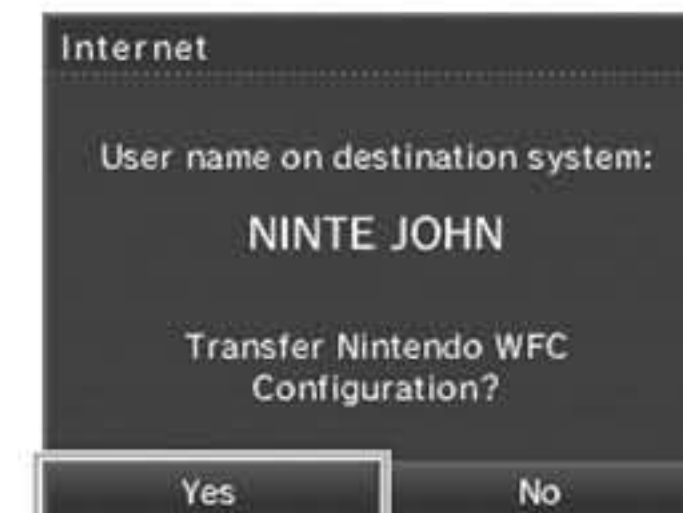 Internet
User name on destination system:
NINTE JOHN
Transfer Nintendo WFC
Configuration?
Yes
No